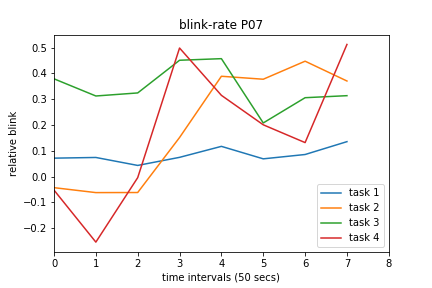 blink-rate P07
relative blink
0.5
0.4
0.3
0.2
0.1
0.0
−0.1
−0.2
0 1 2 3 4 5 6 7 8
time intervals (50 secs)
task 1
task 2
task 3
task 4